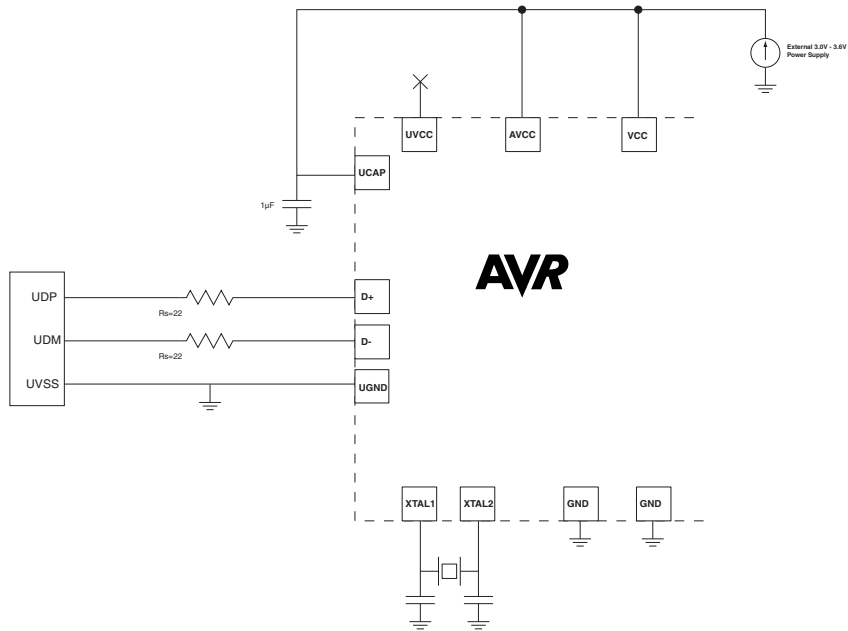 External 3.0V - 3.6V
Power Supply
UVCC
AVCC
VCC
UCAP
1µF
AVR
UDP
Rs=22
D+
UDM
Rs=22
D-
UVSS
UGND
XTAL1
XTAL2
GND
GND